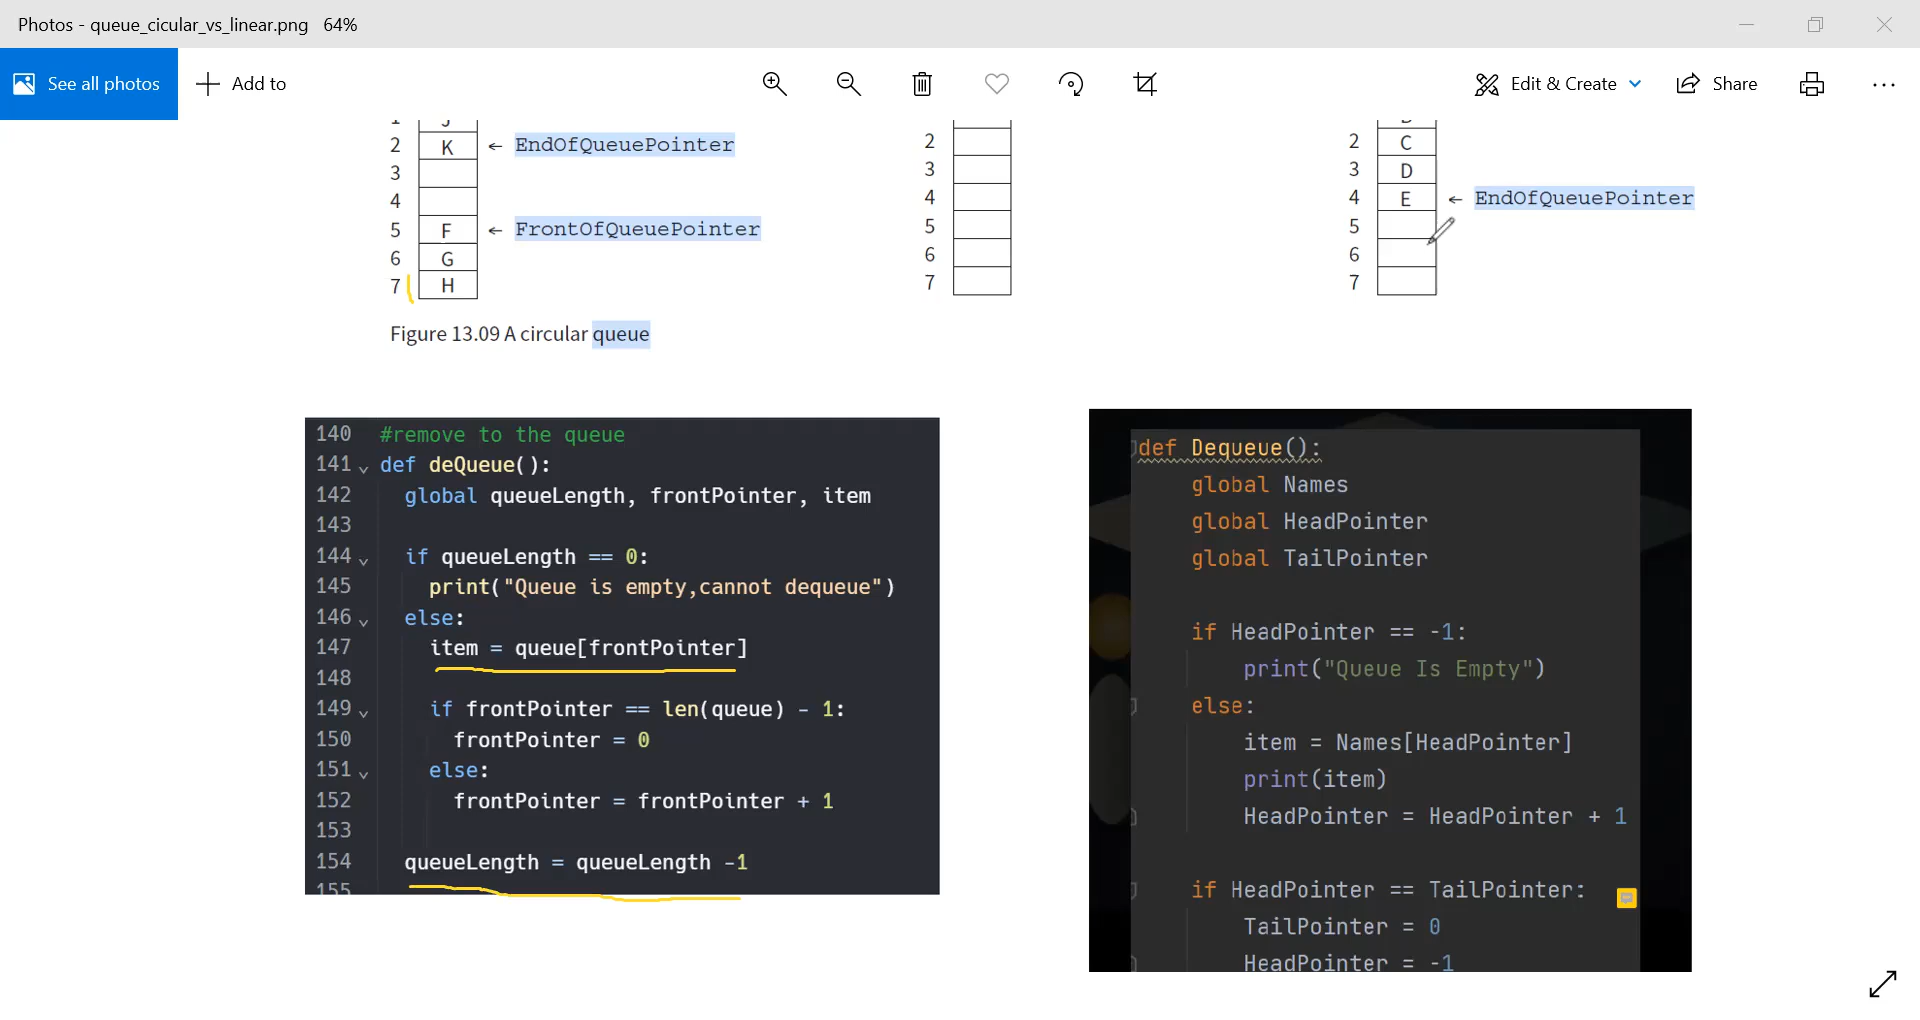 Photos - queue_cicular_vs_linear.png 64%
See all photos
Add to
Edit & Create
Share
1 J
2 K ← EndOfQueuePointer
3
4
5 F ← FrontOfQueuePointer
6 G
7 H
Figure 13.09 A circular queue
2
3
4
5
6
7
2 C
3 D
4 E ← EndOfQueuePointer
5
6
7
140 #remove to the queue
141 def deQueue():
142 global queueLength, frontPointer, item
143
144 if queueLength == 0:
145 print("Queue is empty,cannot dequeue")
146 else:
147 item = queue[frontPointer]
148
149 if frontPointer == len(queue) - 1:
150 frontPointer = 0
151 else:
152 frontPointer = frontPointer + 1
153
154 queueLength = queueLength -1
155
def Dequeue():
global Names
global HeadPointer
global TailPointer
if HeadPointer == -1:
print("Queue Is Empty")
else:
item = Names[HeadPointer]
print(item)
HeadPointer = HeadPointer + 1
if HeadPointer == TailPointer:
TailPointer = 0
HeadPointer = -1